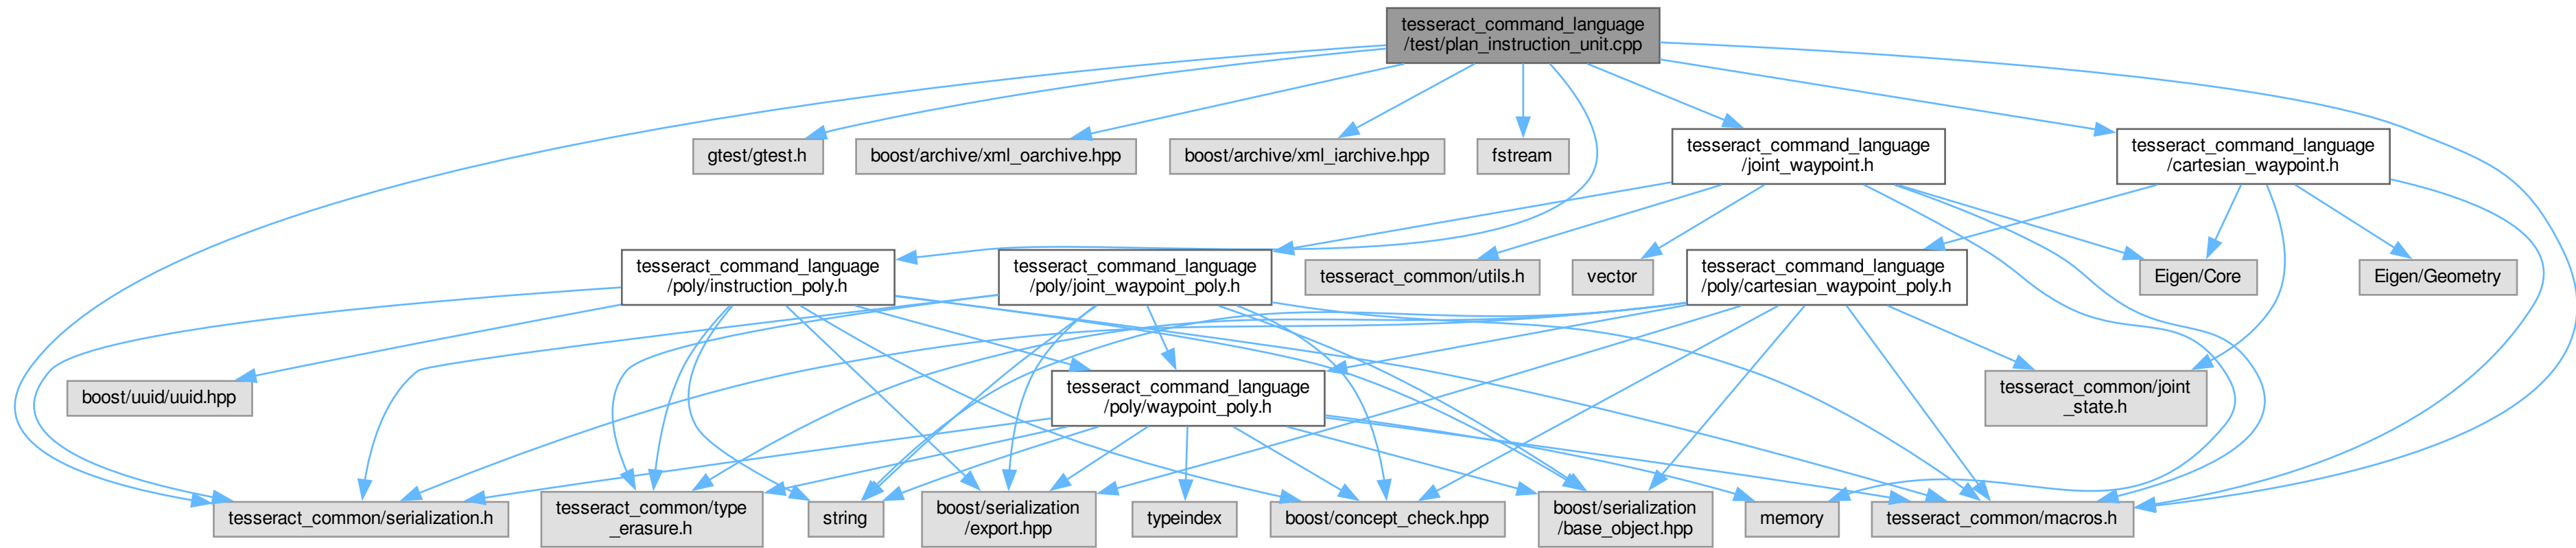 tesseract_command_language
/test/plan_instruction_unit.cpp
gtest/gtest.h
boost/archive/xml_oarchive.hpp
boost/archive/xml_iarchive.hpp
fstream
tesseract_command_language
/joint_waypoint.h
tesseract_command_language
/cartesian_waypoint.h
tesseract_command_language
/poly/instruction_poly.h
tesseract_command_language
/poly/joint_waypoint_poly.h
tesseract_common/utils.h
vector
tesseract_command_language
/poly/cartesian_waypoint_poly.h
Eigen/Core
Eigen/Geometry
boost/uuid/uuid.hpp
tesseract_command_language
/poly/waypoint_poly.h
tesseract_common/joint
_state.h
tesseract_common/serialization.h
tesseract_common/type
_erasure.h
string
boost/serialization
/export.hpp
typeindex
boost/concept_check.hpp
boost/serialization
/base_object.hpp
memory
tesseract_common/macros.h